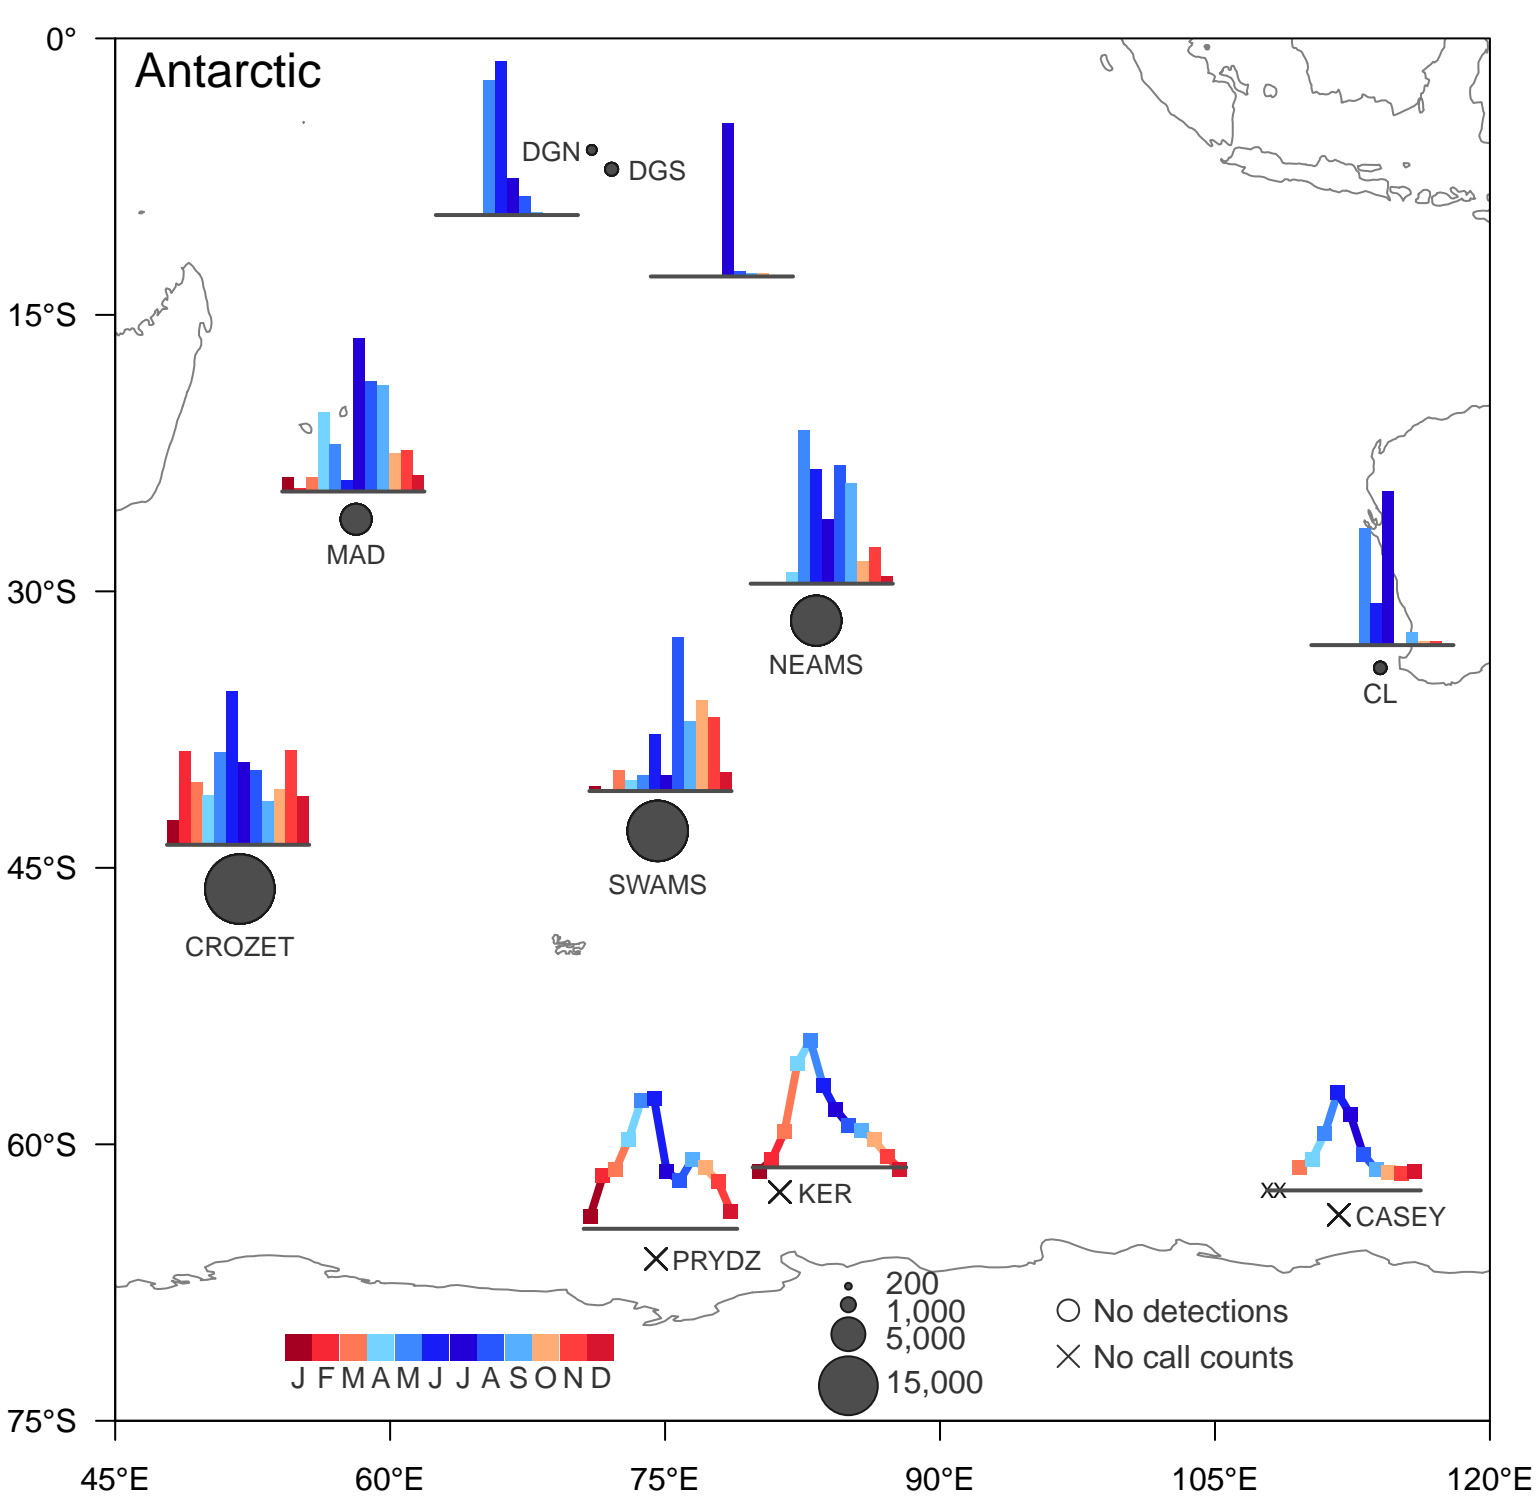 Antarctic
0°
15°S
30°S
45°S
60°S
75°S
DGN
DGS
MAD
NEAMS
CL
SWAMS
CROZET
KER
XX
CASEY
PRYDZ
200
1,000
5,000
15,000
No detections
No call counts
J F M A M J J A S O N D
45°E 60°E 75°E 90°E 105°E 120°E